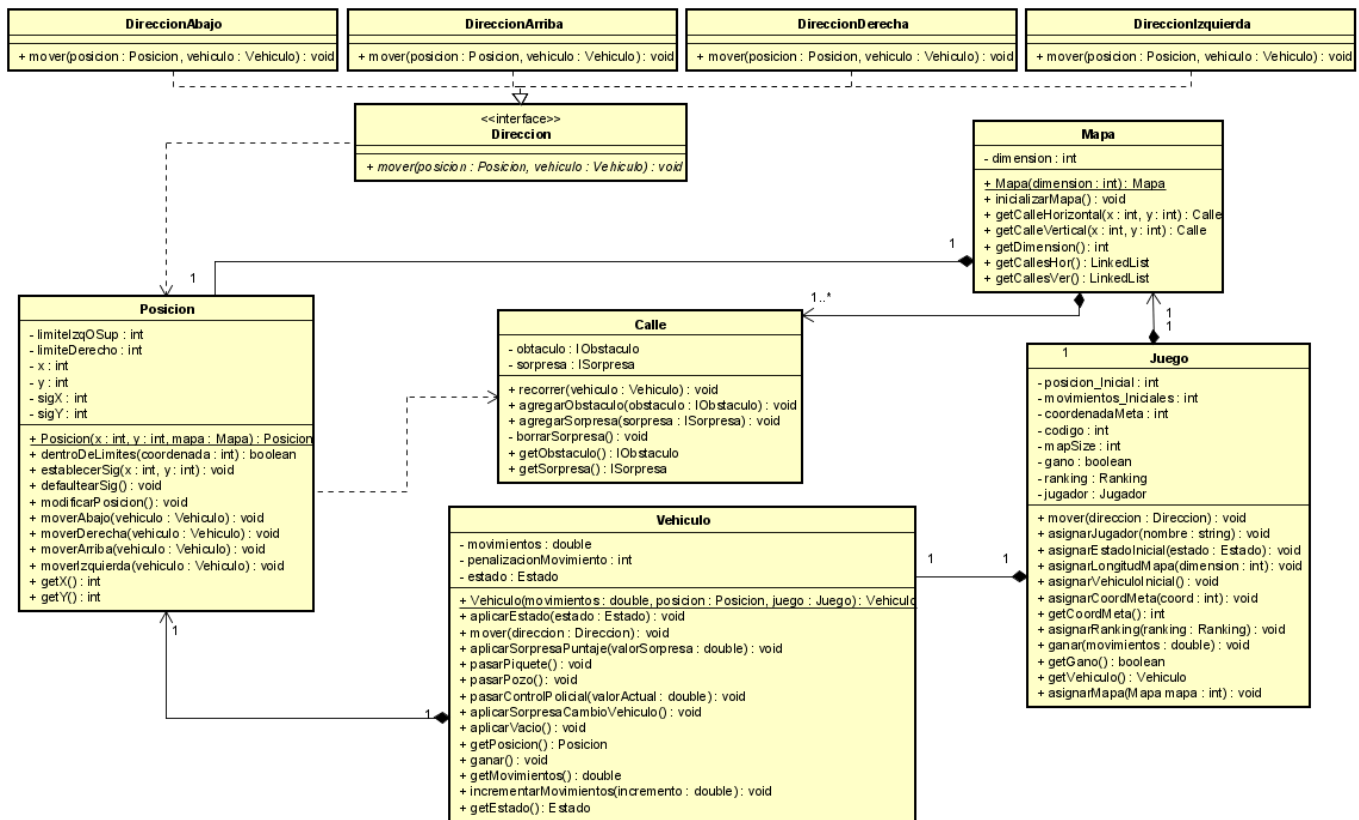 DireccionAbajo
+ mover(posicion : Posicion, vehiculo : Vehiculo) : void
DireccionArriba
+ mover(posicion : Posicion, vehiculo : Vehiculo) : void
DireccionDerecha
+ mover(posicion : Posicion, vehiculo : Vehiculo) : void
DireccionIzquierda
+ mover(posicion : Posicion, vehiculo : Vehiculo) : void
<<interface>>
Direccion
+ mover(posicion : Posicion, vehiculo : Vehiculo) : void
Mapa
- dimension : int
+ Mapa(dimension : int) : Mapa
+ inicializarMapa() : void
+ getCalleHorizontal(x : int, y : int) : Calle
+ getCalleVertical(x : int, y : int) : Calle
+ getDimension() : int
+ getCallesHor() : LinkedList
+ getCallesVer() : LinkedList
1
1
1..*
1
1
1
Posicion
- limiteIzqOSup : int
- limiteDerecho : int
- x : int
- y : int
- sigX : int
- sigY : int
+ Posicion(x : int, y : int, mapa : Mapa) : Posicion
+ dentroDeLimites(coordenada : int) : boolean
+ establecerSig(x : int, y : int) : void
+ defaultearSig() : void
+ modificarPosicion() : void
+ moverAbajo(vehiculo : Vehiculo) : void
+ moverDerecha(vehiculo : Vehiculo) : void
+ moverArriba(vehiculo : Vehiculo) : void
+ moverIzquierda(vehiculo : Vehiculo) : void
+ getX() : int
+ getY() : int
Calle
- obtaculo : IObstaculo
- sorpresa : ISorpresa
+ recorrer(vehiculo : Vehiculo) : void
+ agregarObstaculo(obstaculo : IObstaculo) : void
+ agregarSorpresa(sorpresa : ISorpresa) : void
- borrarSorpresa() : void
+ getObstaculo() : IObstaculo
+ getSorpresa() : ISorpresa
Juego
- posicion_Inicial : int
- movimientos_Iniciales : int
- coordenadaMeta : int
- codigo : int
- mapSize : int
- gano : boolean
- ranking : Ranking
- jugador : Jugador
+ mover(direccion : Direccion) : void
+ asignarJugador(nombre : string) : void
+ asignarEstadoInicial(estado : Estado) : void
+ asignarLongitudMapa(dimension : int) : void
+ asignarVehiculoInicial() : void
+ asignarCoordMeta(coord : int) : void
+ getCoordMeta() : int
+ asignarRanking(ranking : Ranking) : void
+ ganar(movimientos : double) : void
+ getGano() : boolean
+ getVehiculo() : Vehiculo
+ asignarMapa(Mapa mapa : int) : void
Vehiculo
- movimientos : double
- penalizacionMovimiento : int
- estado : Estado
+ Vehiculo(movimientos : double, posicion : Posicion, juego : Juego) : Vehiculo
+ aplicarEstado(estado : Estado) : void
+ mover(direccion : Direccion) : void
+ aplicarSorpresaPuntaje(valorSorpresa : double) : void
+ pasarPiquete() : void
+ pasarPozo() : void
+ pasarControlPolicial(valorActual : double) : void
+ aplicarSorpresaCambioVehiculo() : void
+ aplicarVacio() : void
+ getPosicion() : Posicion
+ ganar() : void
+ getMovimientos() : double
+ incrementarMovimientos(incremento : double) : void
+ getEstado() : Estado
1
1
1
1